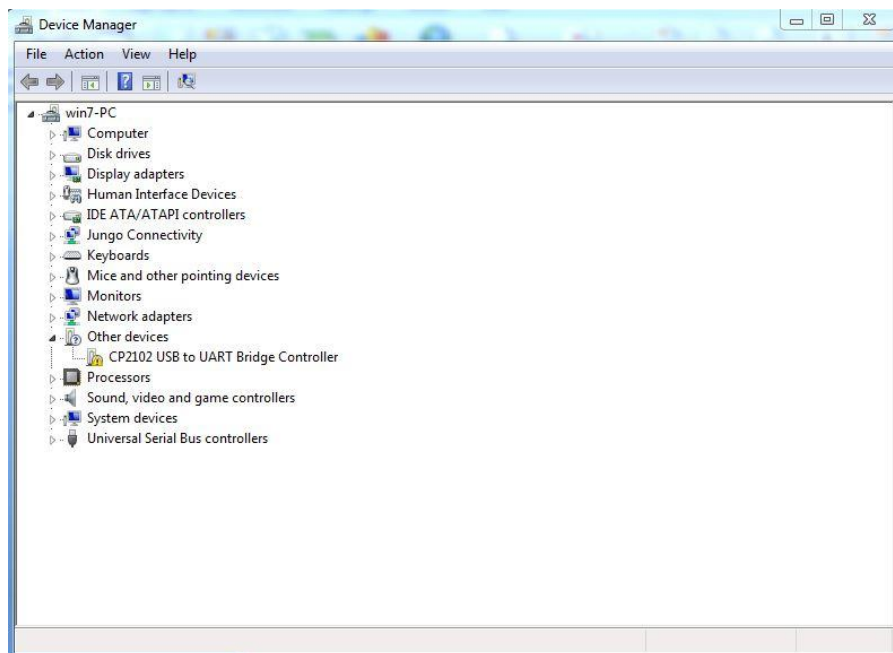 Device Manager
File Action View Help
win7-PC
Computer
Disk drives
Display adapters
Human Interface Devices
IDE ATA/ATAPI controllers
Jungo Connectivity
Keyboards
Mice and other pointing devices
Monitors
Network adapters
Other devices
CP2102 USB to UART Bridge Controller
Processors
Sound, video and game controllers
System devices
Universal Serial Bus controllers